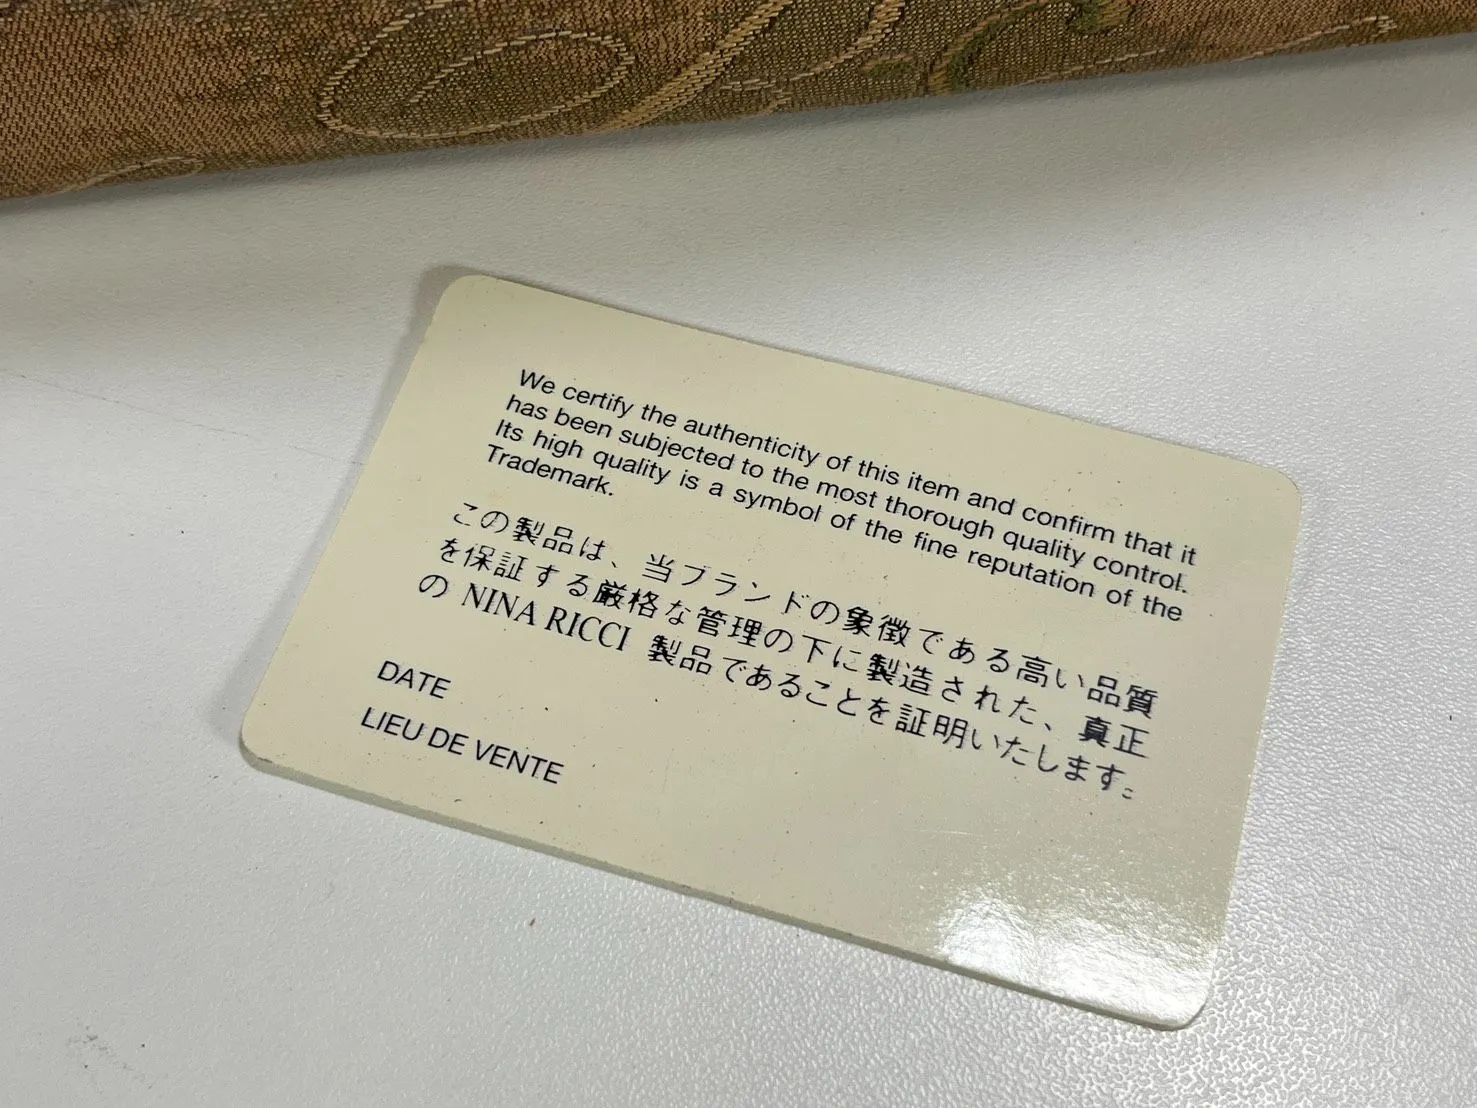 We certify the authenticity of this item and confirm that it
has been subjected to the most thorough quality control.
Its high quality is a symbol of the fine reputation of the
Trademark.
この製品は、当ブランドの象徴である高い品質
を保証する厳格な管理の下に製造された、真正
の NINA RICCI 製品であることを証明いたします。
DATE
LIEU DE VENTE